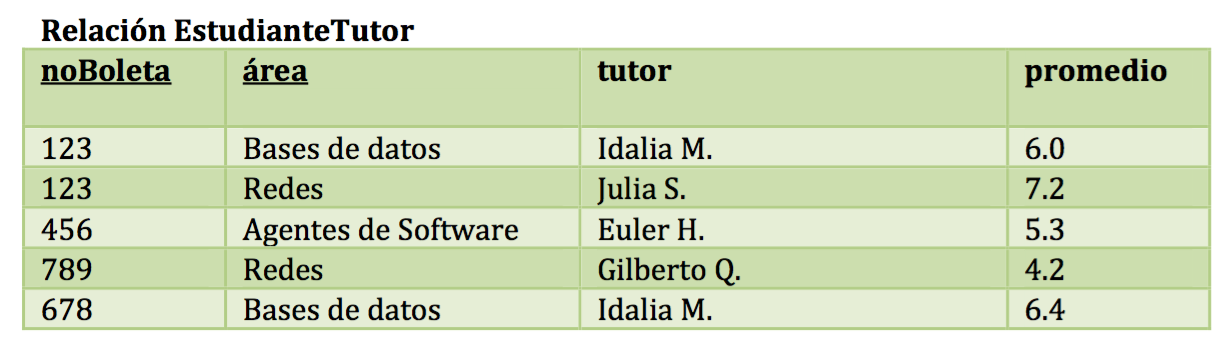 Relación EstudianteTutor
noBoleta área tutor promedio
123 Bases de datos Idalia M. 6.0
123 Redes Julia S. 7.2
456 Agentes de Software Euler H. 5.3
789 Redes Gilberto Q. 4.2
678 Bases de datos Idalia M. 6.4